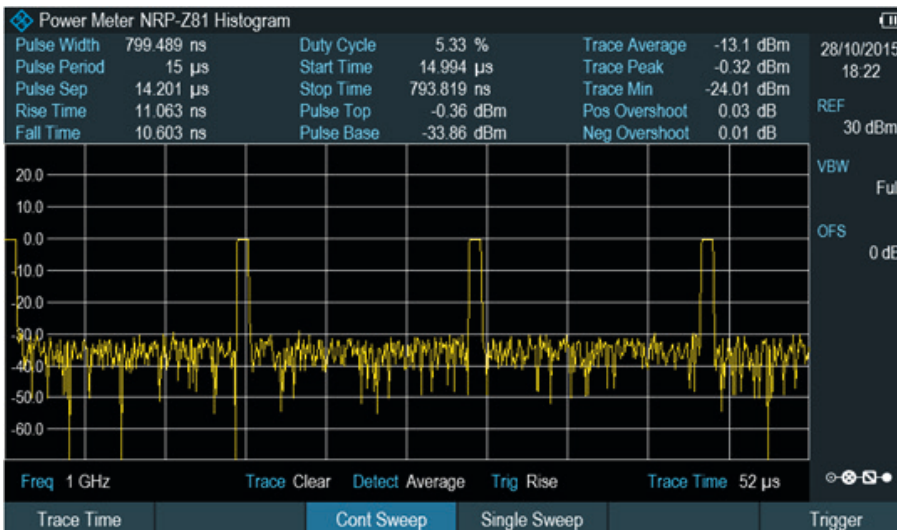 Power Meter NRP-Z81 Histogram
Pulse Width 799.489 ns Duty Cycle 5.33 % Trace Average -13.1 dBm
Pulse Period 15 µs Start Time 14.994 µs Trace Peak -0.32 dBm
Pulse Sep 14.201 µs Stop Time 793.819 ns Trace Min -24.01 dBm
Rise Time 11.063 ns Pulse Top -0.36 dBm Pos Overshoot 0.03 dB
Fall Time 10.603 ns Pulse Base -33.86 dBm Neg Overshoot 0.01 dB
28/10/2015
18:22
REF
30 dBm
VBW
Ful
OFS
0 dB
20.0
10.0
0.0
-10.0
-20.0
-30.0
-40.0
-50.0
-60.0
Freq 1 GHz Trace Clear Detect Average Trig Rise Trace Time 52 µs
Trace Time Cont Sweep Single Sweep Trigger